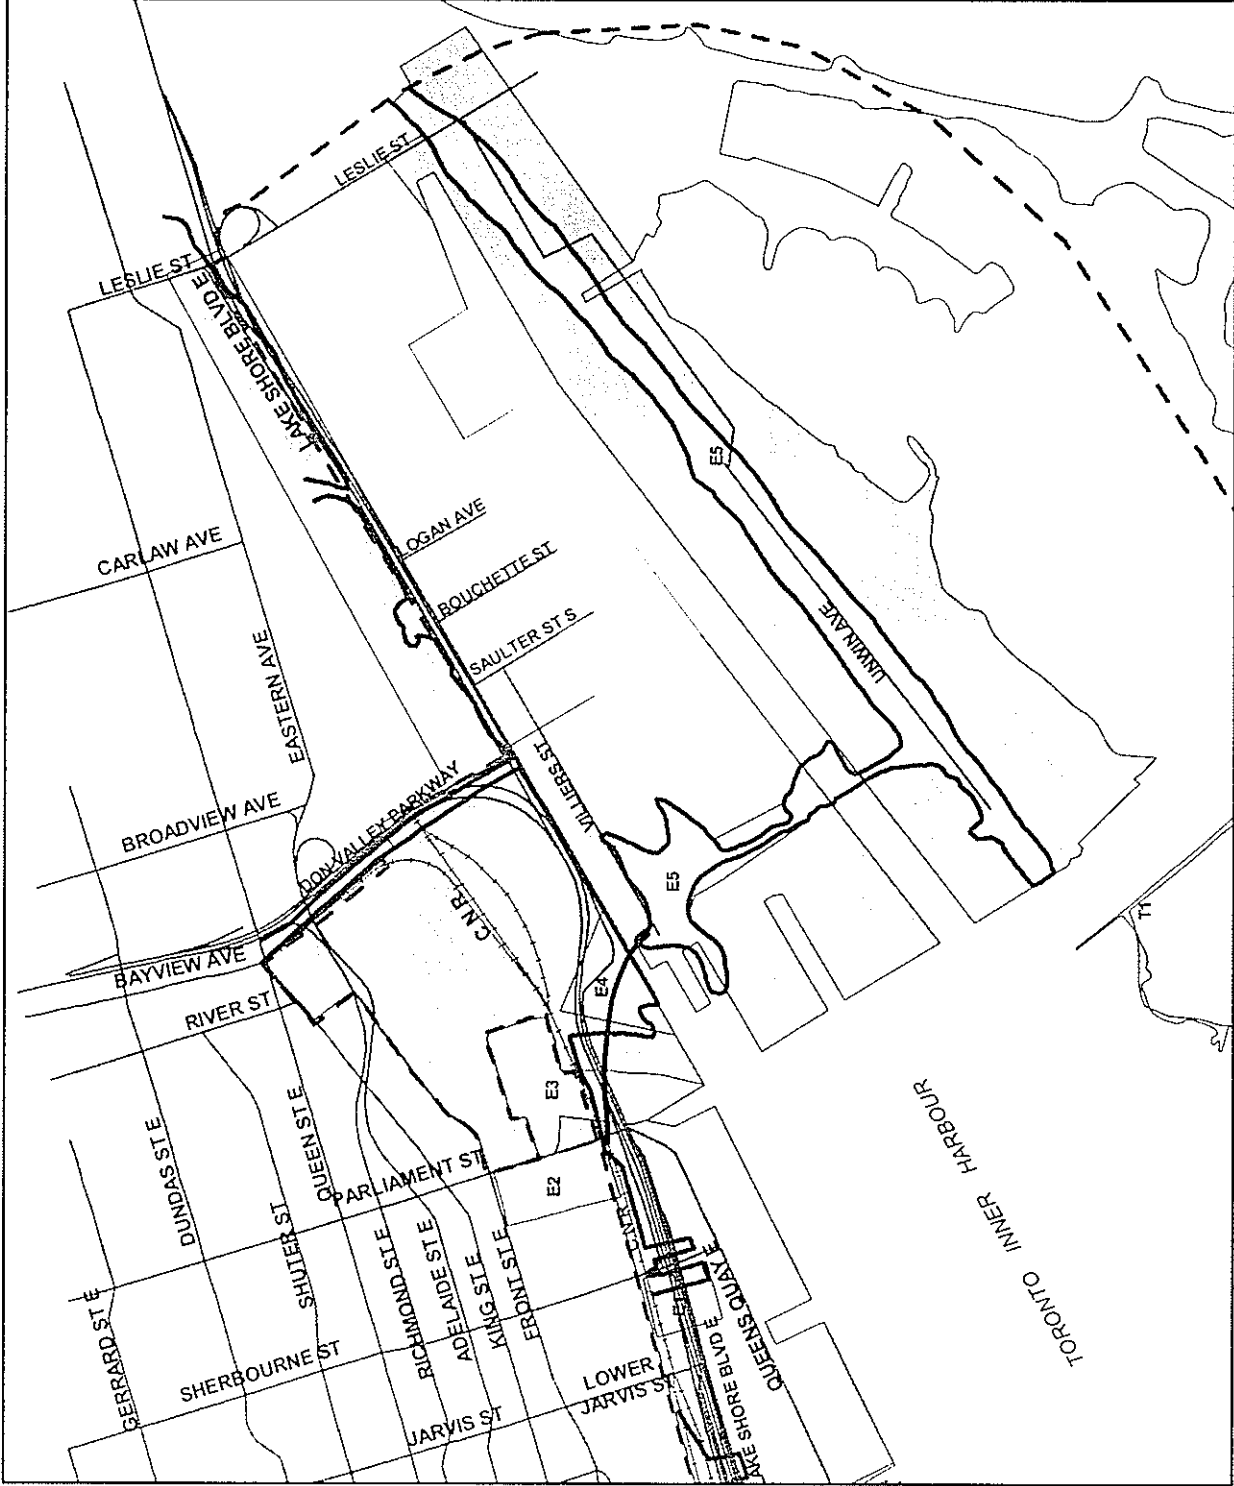 LESLIE ST
LESLIE ST
LAKE SHORE BLVD E
CARLAW AVE
LOGAN AVE
BOUCHETTE ST
SAULTER ST S
EASTERN AVE
BROADVIEW AVE
DON VALLEY PARKWAY
VILLIERS ST
UNWIN AVE
E5
E5
BAYVIEW AVE
RIVER ST
C.N.R.
E4
E3
T1
DUNDAS ST E
SHUTER ST
QUEEN ST E
PARLIAMENT ST
E2
C.N.R.
GERRARD ST E
SHERBOURNE ST
RICHMOND ST E
ADELAIDE ST E
KING ST E
FRONT ST E
JARVIS ST
LOWER
JARVIS ST
E1
LAKE SHORE BLVD E
QUEENS QUAY E
TORONTO INNER HARBOUR